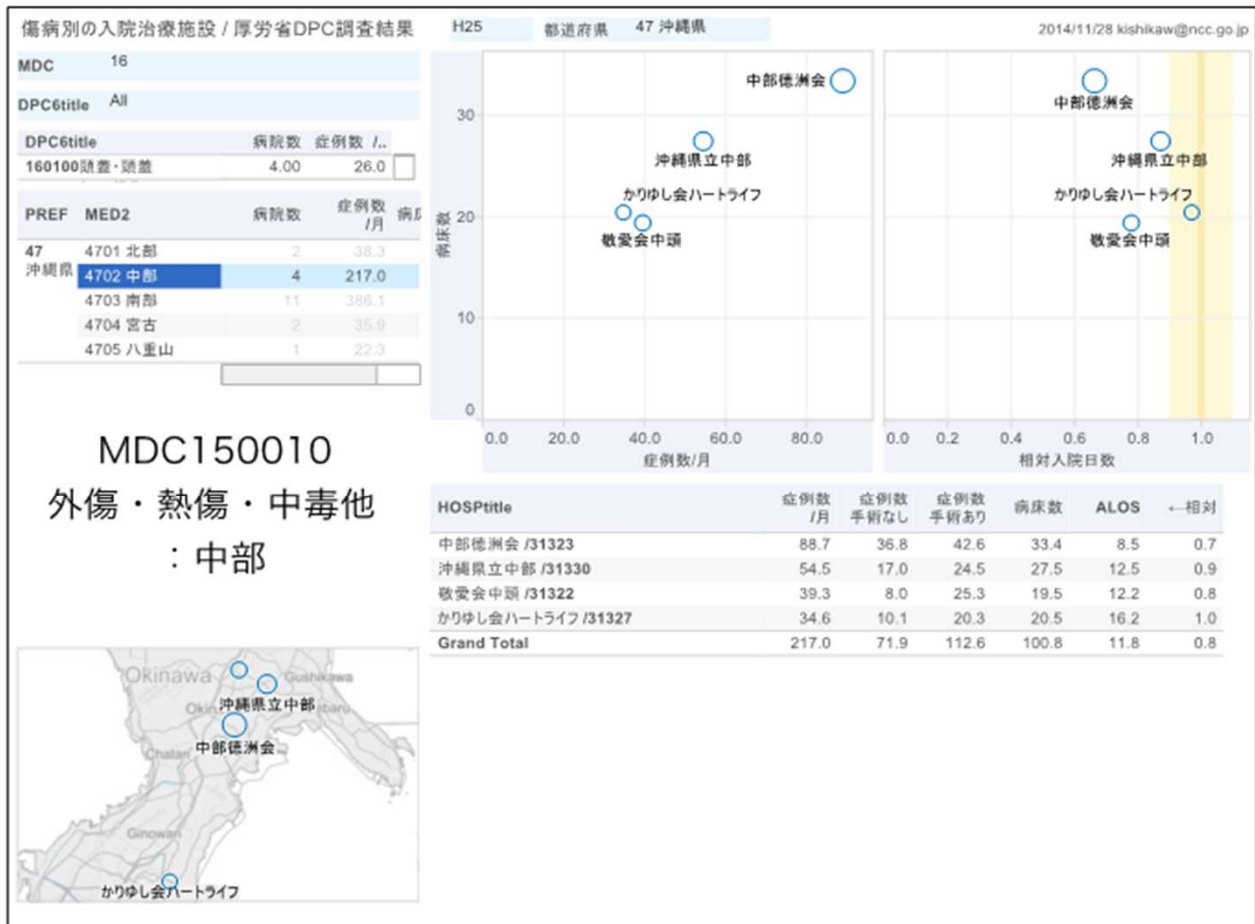 傷病別の入院治療施設 / 厚労省DPC調査結果 H25 都道府県 47 沖縄県 2014/11/28 kishikaw@ncc.go.jp
MDC 16
DPC6title All
DPC6title 病院数 症例数 /..
160100頭蓋・頭蓋 4.00 26.0
PREF MED2 病院数 症例数/月 病
47 沖縄県 4701 北部 2 38.3
4702 中部 4 217.0
4703 南部 11 386.1
4704 宮古 2 35.9
4705 八重山 1 22.3
MDC150010
外傷・熱傷・中毒他
：中部
病床数
30
20
10
0
中部徳洲会
沖縄県立中部
かりゆし会ハートライフ
敬愛会中頭
0.0 20.0 40.0 60.0 80.0
症例数/月
中部徳洲会
沖縄県立中部
かりゆし会ハートライフ
敬愛会中頭
0.0 0.2 0.4 0.6 0.8 1.0
相対入院日数
HOSPtitle 症例数/月 症例数手術なし 症例数手術あり 病床数 ALOS ←相対
中部徳洲会 /31323 88.7 36.8 42.6 33.4 8.5 0.7
沖縄県立中部 /31330 54.5 17.0 24.5 27.5 12.5 0.9
敬愛会中頭 /31322 39.3 8.0 25.3 19.5 12.2 0.8
かりゆし会ハートライフ /31327 34.6 10.1 20.3 20.5 16.2 1.0
Grand Total 217.0 71.9 112.6 100.8 11.8 0.8
Okinawa
Gushikawa
沖縄県立中部
中部徳洲会
Chatan
Ginowan
かりゆし会ハートライフ